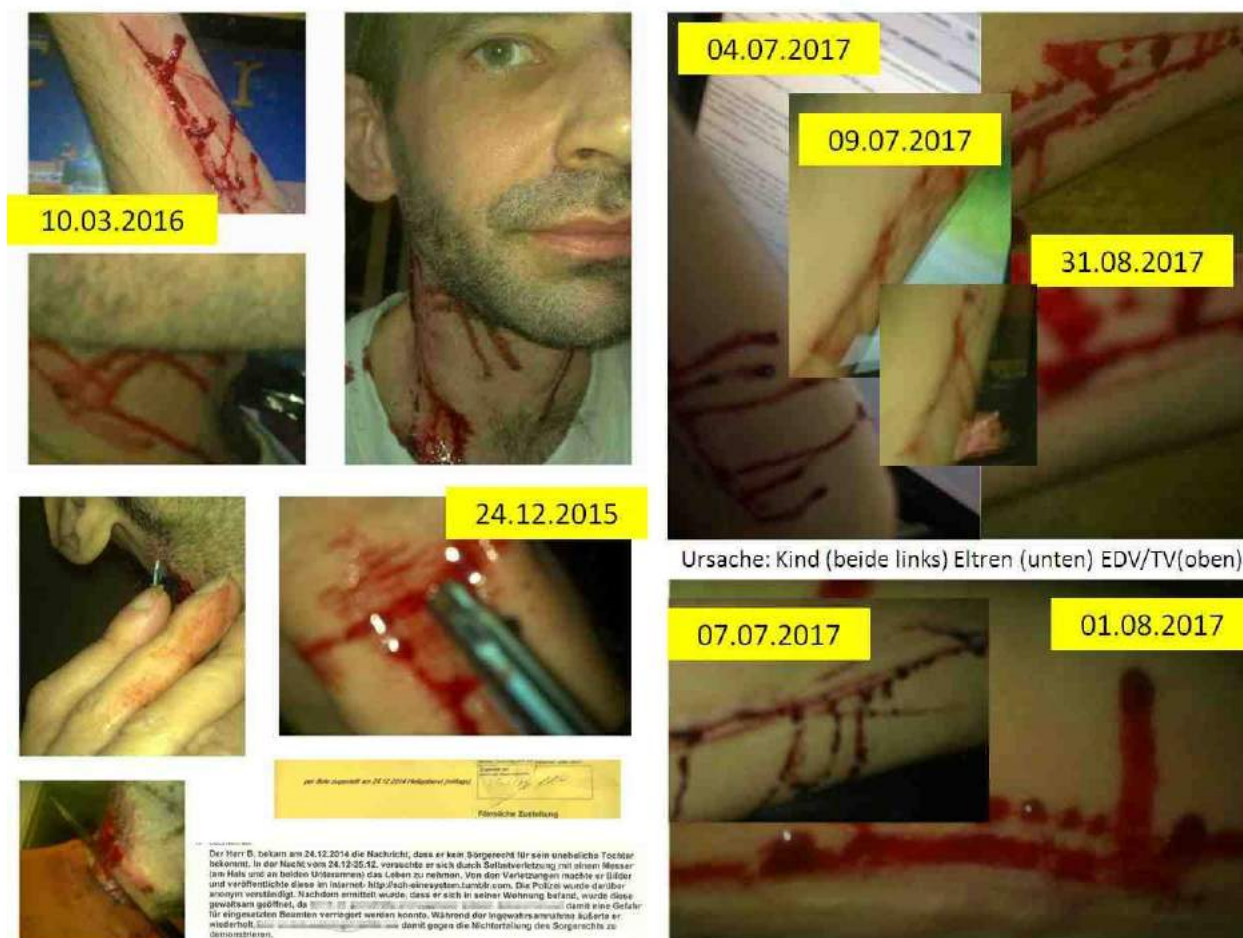 10.03.2016
24.12.2015
per Bote zugestellt am 24.12.2014 Heiligabend (mittags)
Förmliche Zustellung
Der Herr B. bekam am 24.12.2014 die Nachricht, dass er kein Sorgerecht für sein uneheliche Tochter
bekommt. In der Nacht vom 24.12-25.12. versuchte er sich durch Selbstverletzung mit einem Messer
(am Hals und an beiden Unterarmen) das Leben zu nehmen. Von den Verletzungen machte er Bilder
und veröffentlichte diese im Internet- Die Polizei wurde darüber
anonym verständigt. Nachdem ermittelt wurde, dass er sich in seiner Wohnung befand, wurde diese
gewaltsam geöffnet, da damit eine Gefahr
für eingesetzten Beamten verringert werden konnte. Während der Ingewahrsamnahme äußerte er
wiederholt, damit gegen die Nichterteilung des Sorgerechts zu
demonstrieren.
04.07.2017
09.07.2017
31.08.2017
Ursache: Kind (beide links) Eltren (unten) EDV/TV(oben)
07.07.2017
01.08.2017